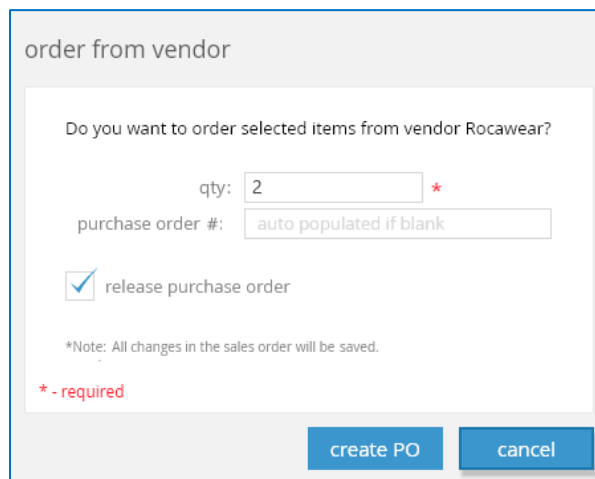 order from vendor
Do you want to order selected items from vendor Rocawear?
qty: 2 *
purchase order #: auto populated if blank
release purchase order
*Note: All changes in the sales order will be saved.
* - required
create PO cancel